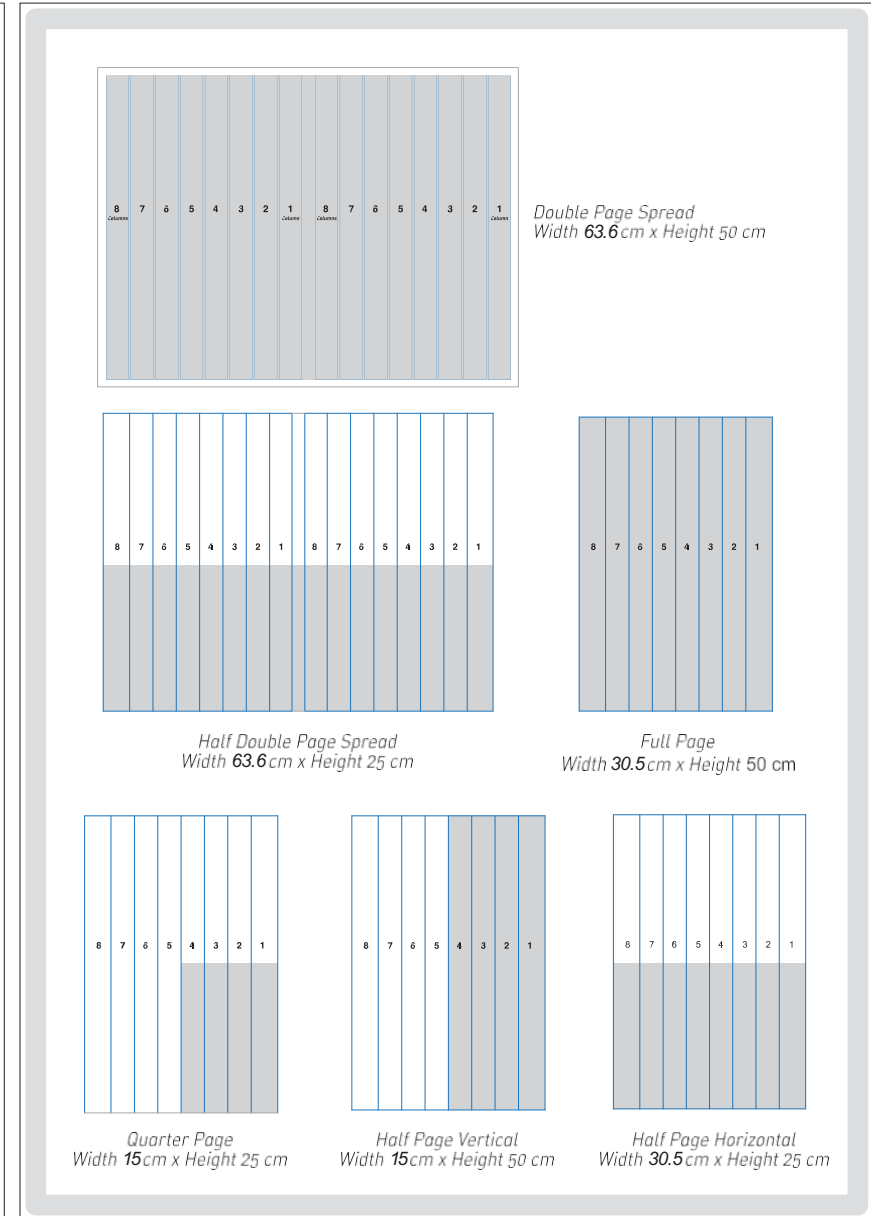 8 7 6 5 4 3 2 1 8 7 6 5 4 3 2 1
Columns Column Columns Column
Double Page Spread
Width 63.6 cm x Height 50 cm
8 7 6 5 4 3 2 1 8 7 6 5 4 3 2 1
Half Double Page Spread
Width 63.6 cm x Height 25 cm
8 7 6 5 4 3 2 1
Full Page
Width 30.5 cm x Height 50 cm
8 7 6 5 4 3 2 1
Quarter Page
Width 15 cm x Height 25 cm
8 7 6 5 4 3 2 1
Half Page Vertical
Width 15 cm x Height 50 cm
8 7 6 5 4 3 2 1
Half Page Horizontal
Width 30.5 cm x Height 25 cm